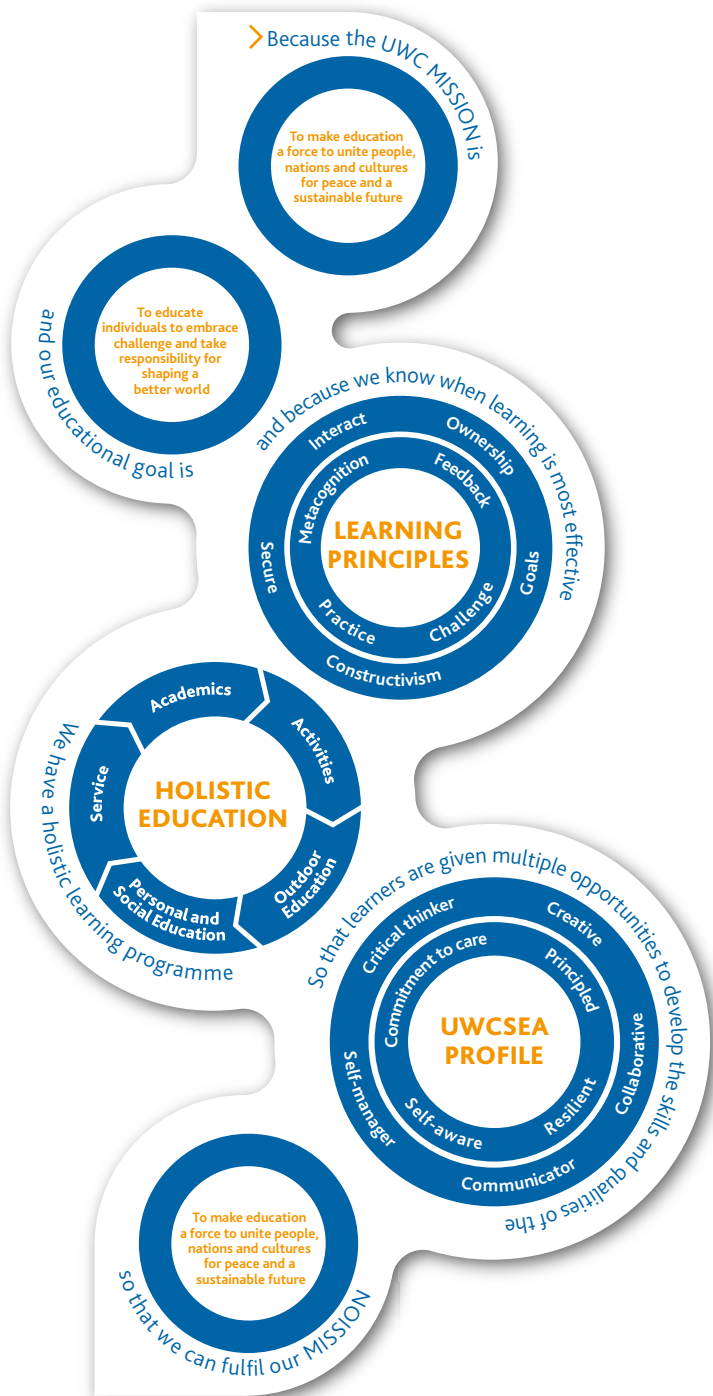 Because the UWC MISSION is
To make education
a force to unite people,
nations and cultures
for peace and a
sustainable future
and our educational goal is
To educate
individuals to embrace
challenge and take
responsibility for
shaping a
better world
and because we know when learning is most effective
Interact
Ownership
Goals
Constructivism
Secure
Metacognition
Feedback
Challenge
Practice
LEARNING
PRINCIPLES
We have a holistic learning programme
Academics
Activities
Outdoor
Education
Personal and
Social Education
Service
HOLISTIC
EDUCATION
So that learners are given multiple opportunities to develop the skills and qualities of the
Critical thinker
Creative
Collaborative
Communicator
Self-manager
Commitment to care
Principled
Resilient
Self-aware
UWCSEA
PROFILE
so that we can fulfil our MISSION
To make education
a force to unite people,
nations and cultures
for peace and a
sustainable future